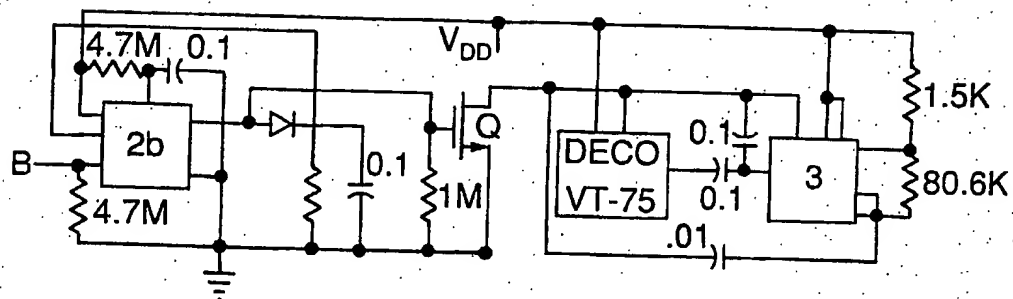 4.7M
0.1
V_DD
1.5K
2b
Q
DECO
VT-75
0.1
0.1
3
B
0.1
80.6K
4.7M
1M
.01